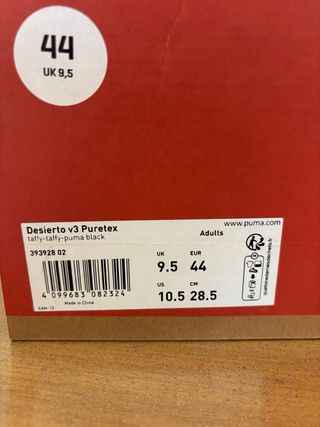 44
UK 9,5
www.puma.com
Desierto v3 Puretex
taffy-taffy-puma black
Adults
393928 02
UK EUR
9.5 44
US CM
10.5 28.5
4 099683 082324
Made in China